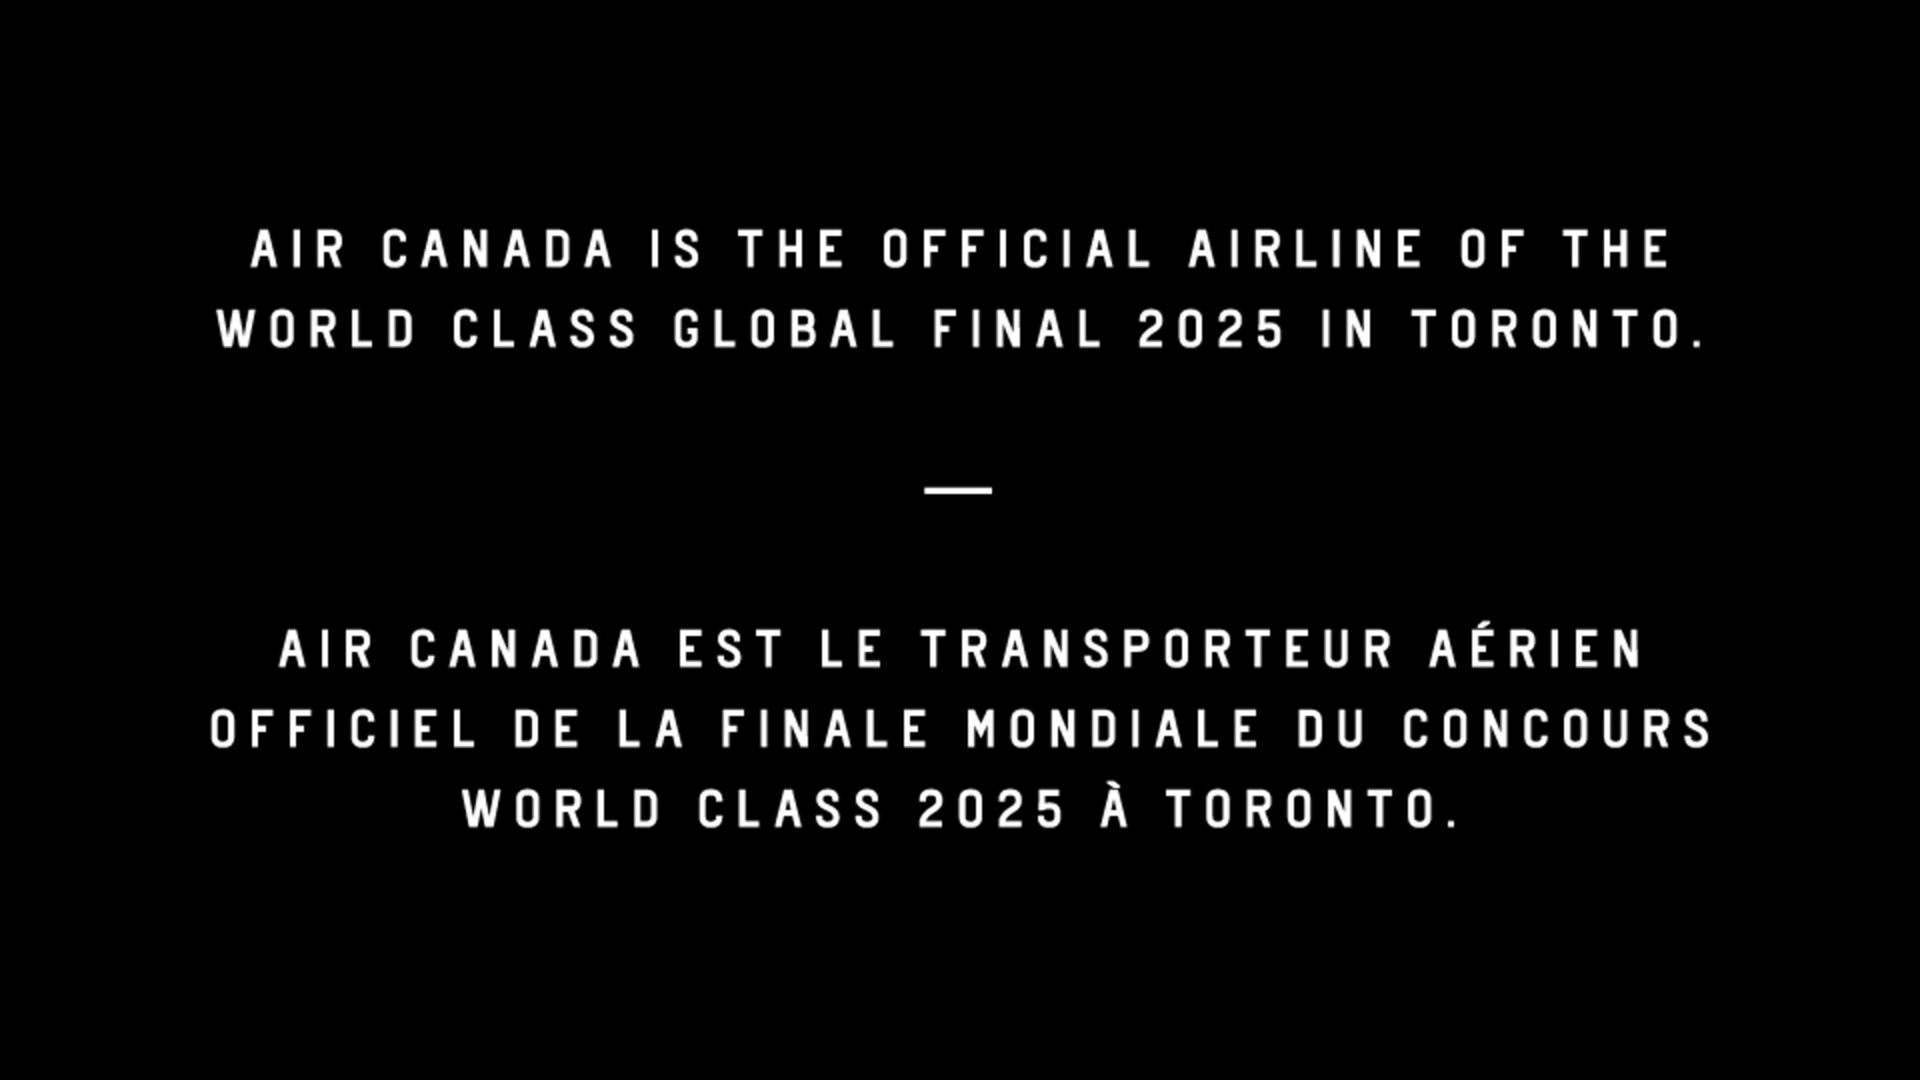 AIR CANADA IS THE OFFICIAL AIRLINE OF THE
WORLD CLASS GLOBAL FINAL 2025 IN TORONTO.
—
AIR CANADA EST LE TRANSPORTEUR AÉRIEN
OFFICIEL DE LA FINALE MONDIALE DU CONCOURS
WORLD CLASS 2025 À TORONTO.